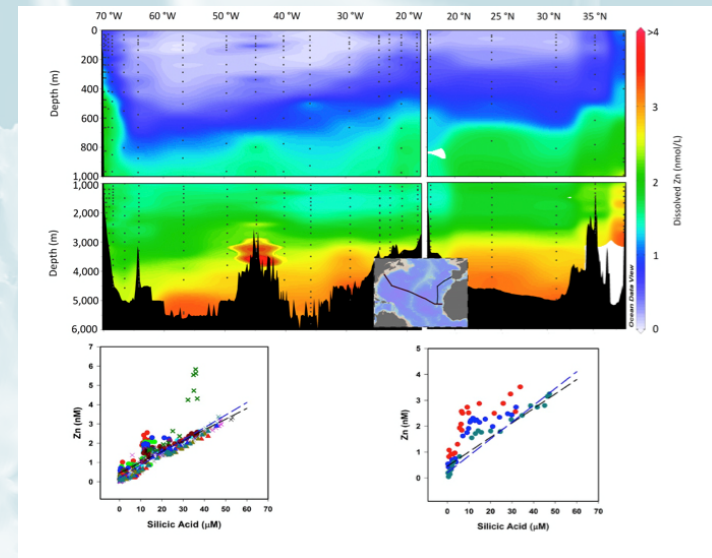 70 °W 60 °W 50 °W 40 °W 30 °W 20 °W 20 °N 25 °N 31 °N 35 °N
Depth (m)
0
200
400
600
800
1,000
1,000
2,000
3,000
4,000
5,000
6,000
Depth (m)
>4
3
2
1
0
Dissolved Zn (nmol/L)
Ocean Data View
Zn (nM)
7
6
5
4
3
2
1
0
0 10 20 30 40 50 60 70
Silicic Acid (µM)
Zn (nM)
5
4
3
2
1
0
0 10 20 30 40 50 60 70
Silicic Acid (µM)